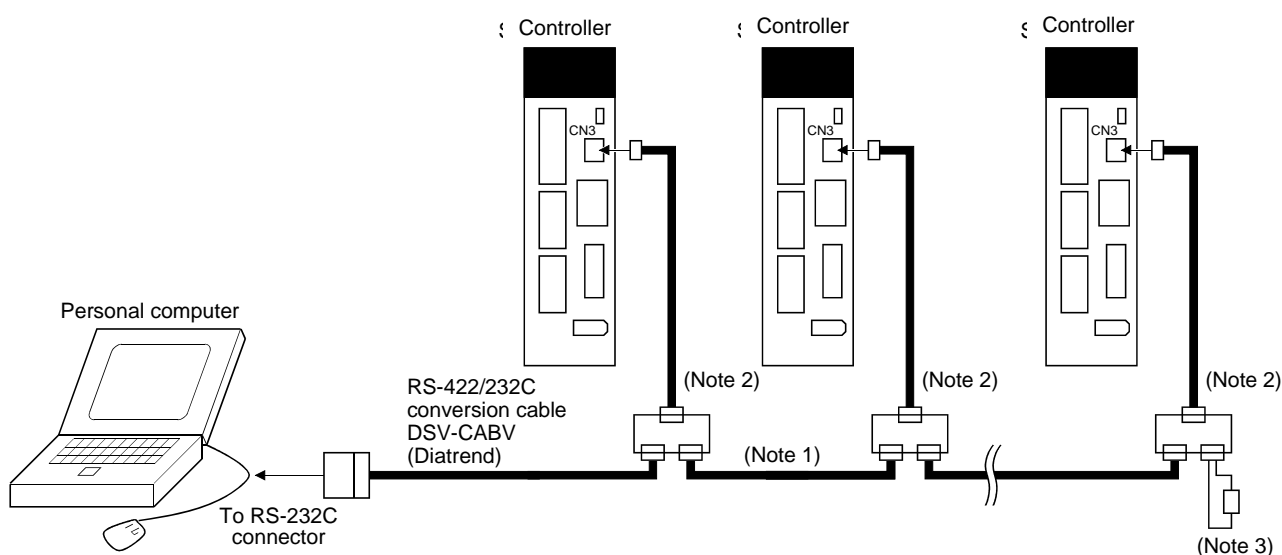 Controller
Controller
Controller
CN3
CN3
CN3
Personal computer
RS-422/232C
conversion cable
DSV-CABV
(Diatrend)
(Note 2)
(Note 2)
(Note 2)
(Note 1)
To RS-232C
connector
(Note 3)